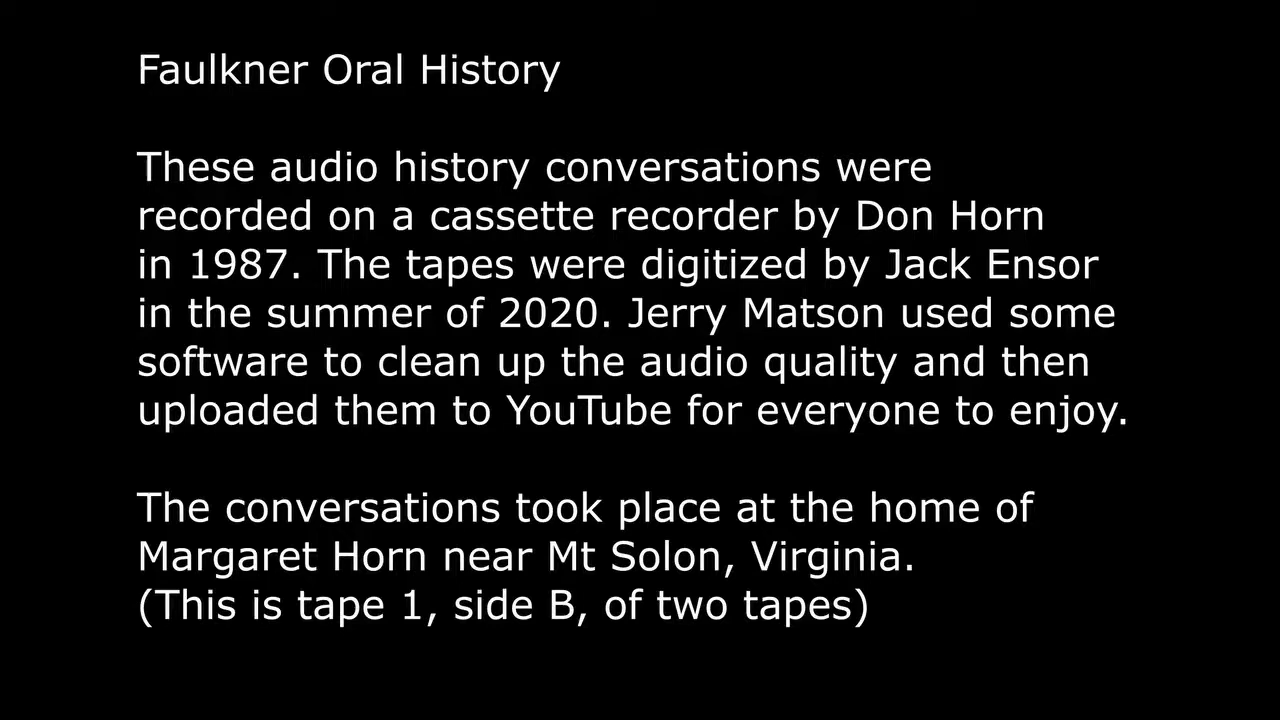 Faulkner Oral History
These audio history conversations were
recorded on a cassette recorder by Don Horn
in 1987. The tapes were digitized by Jack Ensor
in the summer of 2020. Jerry Matson used some
software to clean up the audio quality and then
uploaded them to YouTube for everyone to enjoy.
The conversations took place at the home of
Margaret Horn near Mt Solon, Virginia.
(This is tape 1, side B, of two tapes)